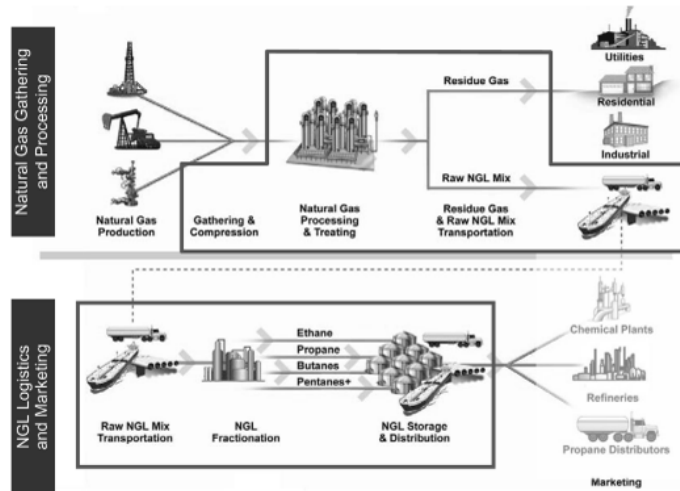 Natural Gas Gathering
and Processing
Utilities
Residue Gas
Residential
Industrial
Raw NGL Mix
Natural Gas
Production
Gathering &
Compression
Natural Gas
Processing
& Treating
Residue Gas
& Raw NGL Mix
Transportation
NGL Logistics
and Marketing
Ethane
Propane
Butanes
Pentanes+
Chemical Plants
Refineries
Propane Distributors
Raw NGL Mix
Transportation
NGL
Fractionation
NGL Storage
& Distribution
Marketing